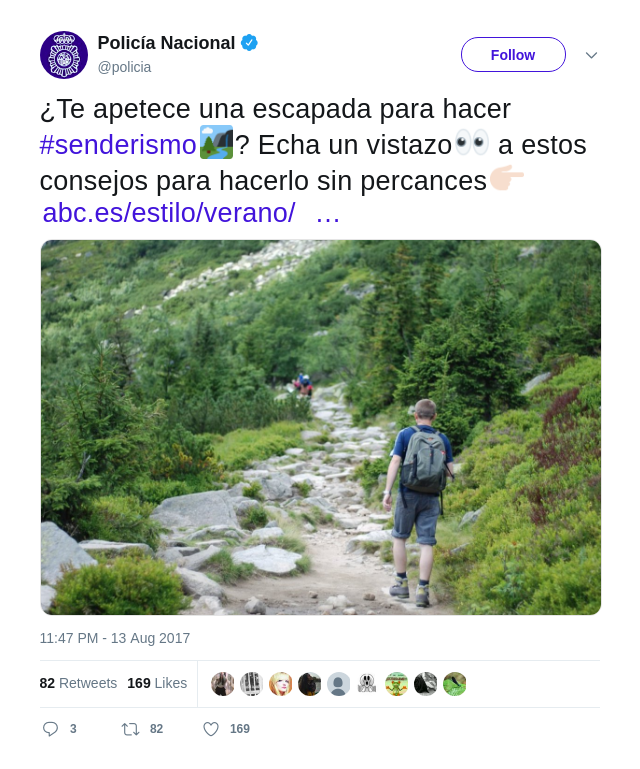 Policía Nacional
@policia
Follow
¿Te apetece una escapada para hacer
#senderismo🏞? Echa un vistazo👀 a estos
consejos para hacerlo sin percances👉🏻
abc.es/estilo/verano/ …
11:47 PM - 13 Aug 2017
82 Retweets 169 Likes
3 82 169